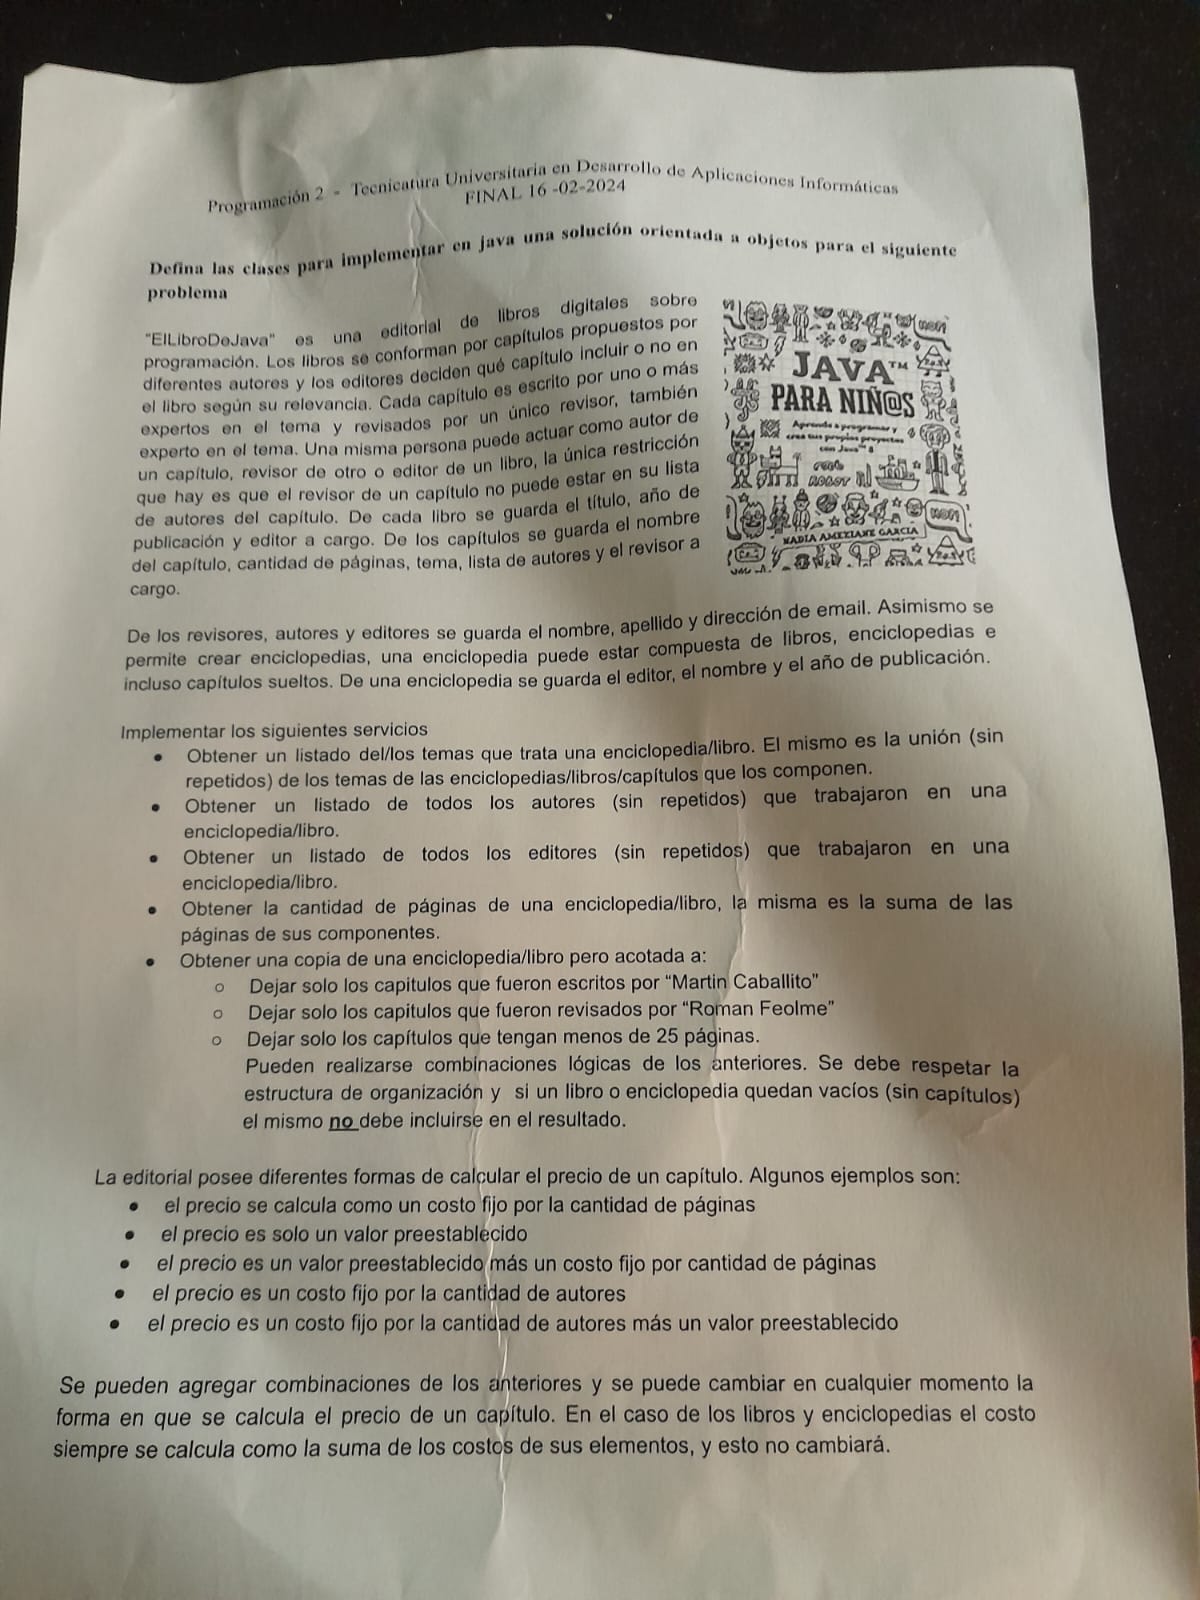 Programación 2 - Tecnicatura Universitaria en Desarrollo de Aplicaciones Informáticas
FINAL 16 -02-2024
Defina las clases para implementar en java una solución orientada a objetos para el siguiente
problema
"ElLibroDeJava" es una editorial de libros digitales sobre
programación. Los libros se conforman por capítulos propuestos por
diferentes autores y los editores deciden qué capítulo incluir o no en
el libro según su relevancia. Cada capítulo es escrito por uno o más
expertos en el tema y revisados por un único revisor, también
experto en el tema. Una misma persona puede actuar como autor de
un capítulo, revisor de otro o editor de un libro, la única restricción
que hay es que el revisor de un capítulo no puede estar en su lista
de autores del capítulo. De cada libro se guarda el título, año de
publicación y editor a cargo. De los capítulos se guarda el nombre
del capítulo, cantidad de páginas, tema, lista de autores y el revisor a
cargo.
JAVA™
PARA NIÑ@S
Aprende a programar y
crea tus propios proyectos
con Java™ 8
ROBOT
NADIA AMEZIANE GARCIA
De los revisores, autores y editores se guarda el nombre, apellido y dirección de email. Asimismo se
permite crear enciclopedias, una enciclopedia puede estar compuesta de libros, enciclopedias e
incluso capítulos sueltos. De una enciclopedia se guarda el editor, el nombre y el año de publicación.
Implementar los siguientes servicios
• Obtener un listado del/los temas que trata una enciclopedia/libro. El mismo es la unión (sin
repetidos) de los temas de las enciclopedias/libros/capítulos que los componen.
• Obtener un listado de todos los autores (sin repetidos) que trabajaron en una
enciclopedia/libro.
• Obtener un listado de todos los editores (sin repetidos) que trabajaron en una
enciclopedia/libro.
• Obtener la cantidad de páginas de una enciclopedia/libro, la misma es la suma de las
páginas de sus componentes.
• Obtener una copia de una enciclopedia/libro pero acotada a:
○ Dejar solo los capitulos que fueron escritos por "Martin Caballito"
○ Dejar solo los capitulos que fueron revisados por "Roman Feolme"
○ Dejar solo los capítulos que tengan menos de 25 páginas.
Pueden realizarse combinaciones lógicas de los anteriores. Se debe respetar la
estructura de organización y si un libro o enciclopedia quedan vacíos (sin capítulos)
el mismo no debe incluirse en el resultado.
La editorial posee diferentes formas de calcular el precio de un capítulo. Algunos ejemplos son:
• el precio se calcula como un costo fijo por la cantidad de páginas
• el precio es solo un valor preestablecido
• el precio es un valor preestablecido más un costo fijo por cantidad de páginas
• el precio es un costo fijo por la cantidad de autores
• el precio es un costo fijo por la cantidad de autores más un valor preestablecido
Se pueden agregar combinaciones de los anteriores y se puede cambiar en cualquier momento la
forma en que se calcula el precio de un capítulo. En el caso de los libros y enciclopedias el costo
siempre se calcula como la suma de los costos de sus elementos, y esto no cambiará.